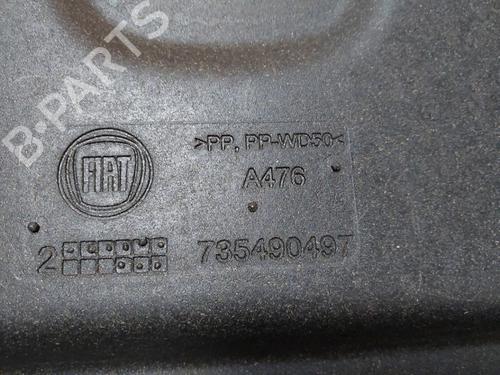 B-PARTS
>PP, PP-WD50<
FIAT
A476
2
735490497